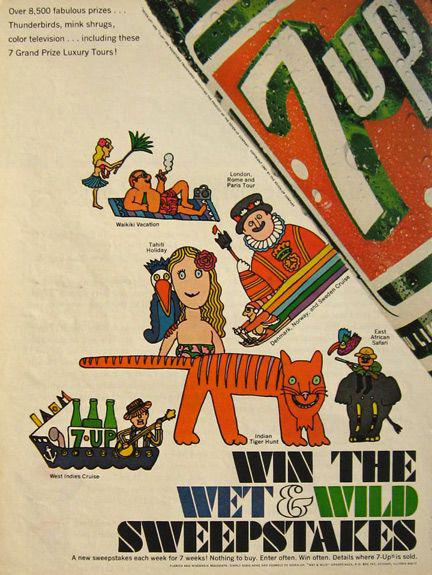 Over 8,500 fabulous prizes . . .
Thunderbirds, mink shrugs,
color television . . . including these
7 Grand Prize Luxury Tours!
7UP
London,
Rome and
Paris Tour
Waikiki Vacation
Tahiti
Holiday
Denmark, Norway, and Sweden Cruise
East
African
Safari
7-UP
Indian
Tiger Hunt
West Indies Cruise
WIN THE
WET & WILD
SWEEPSTAKES
A new sweepstakes each week for 7 weeks! Nothing to buy. Enter often. Win often. Details where 7-Up® is sold.